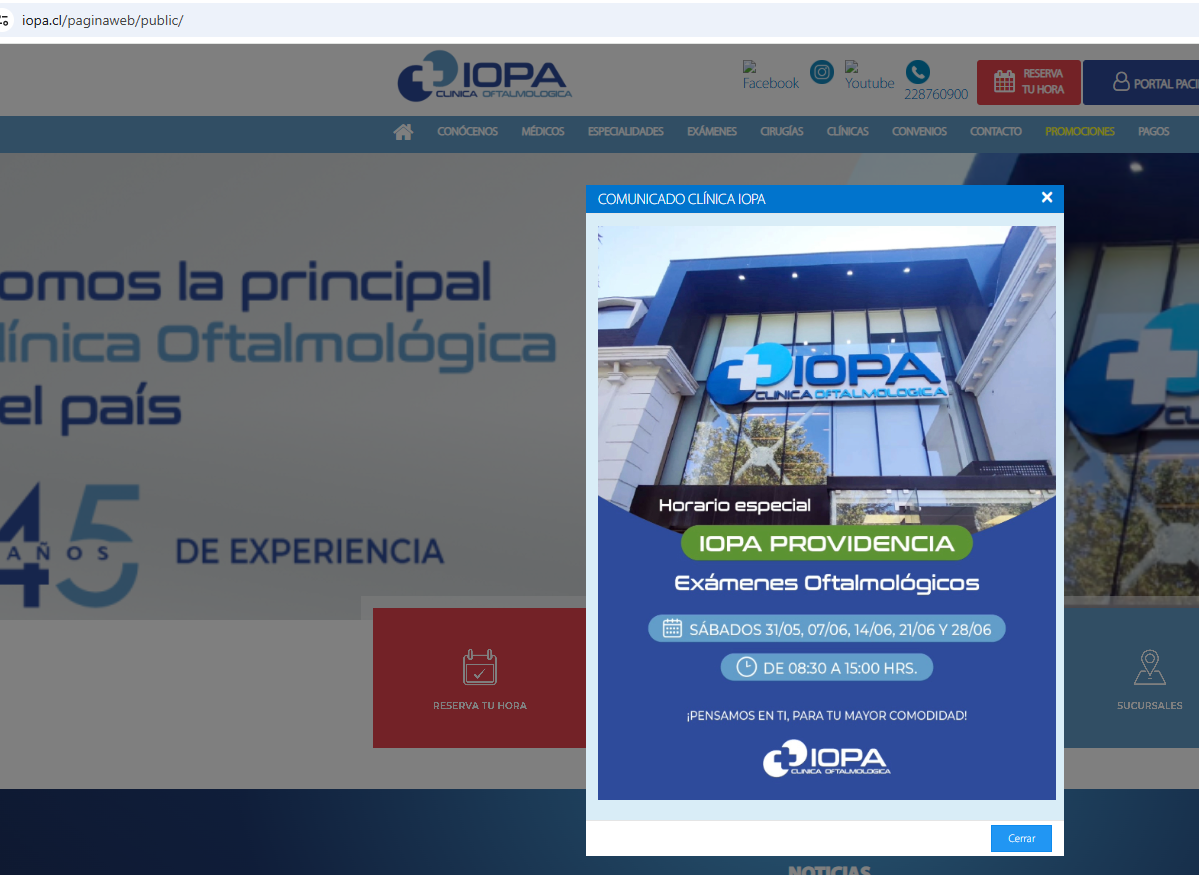 iopa.cl/paginaweb/public/
IOPA
CLINICA OFTALMOLOGICA
Facebook
Youtube
228760900
RESERVA
TU HORA
PORTAL PACI
CONÓCENOS MÉDICOS ESPECIALIDADES EXÁMENES CIRUGÍAS CLÍNICAS CONVENIOS CONTACTO PROMOCIONES PAGOS
omos la principal
línica Oftalmológica
el país
45
AÑOS
DE EXPERIENCIA
COMUNICADO CLÍNICA IOPA
IOPA
CLINICA OFTALMOLOGICA
Horario especial
IOPA PROVIDENCIA
Exámenes Oftalmológicos
SÁBADOS 31/05, 07/06, 14/06, 21/06 Y 28/06
DE 08:30 A 15:00 HRS.
¡PENSAMOS EN TI, PARA TU MAYOR COMODIDAD!
IOPA
CLINICA OFTALMOLOGICA
Cerrar
RESERVA TU HORA
SUCURSALES
NOTICIAS